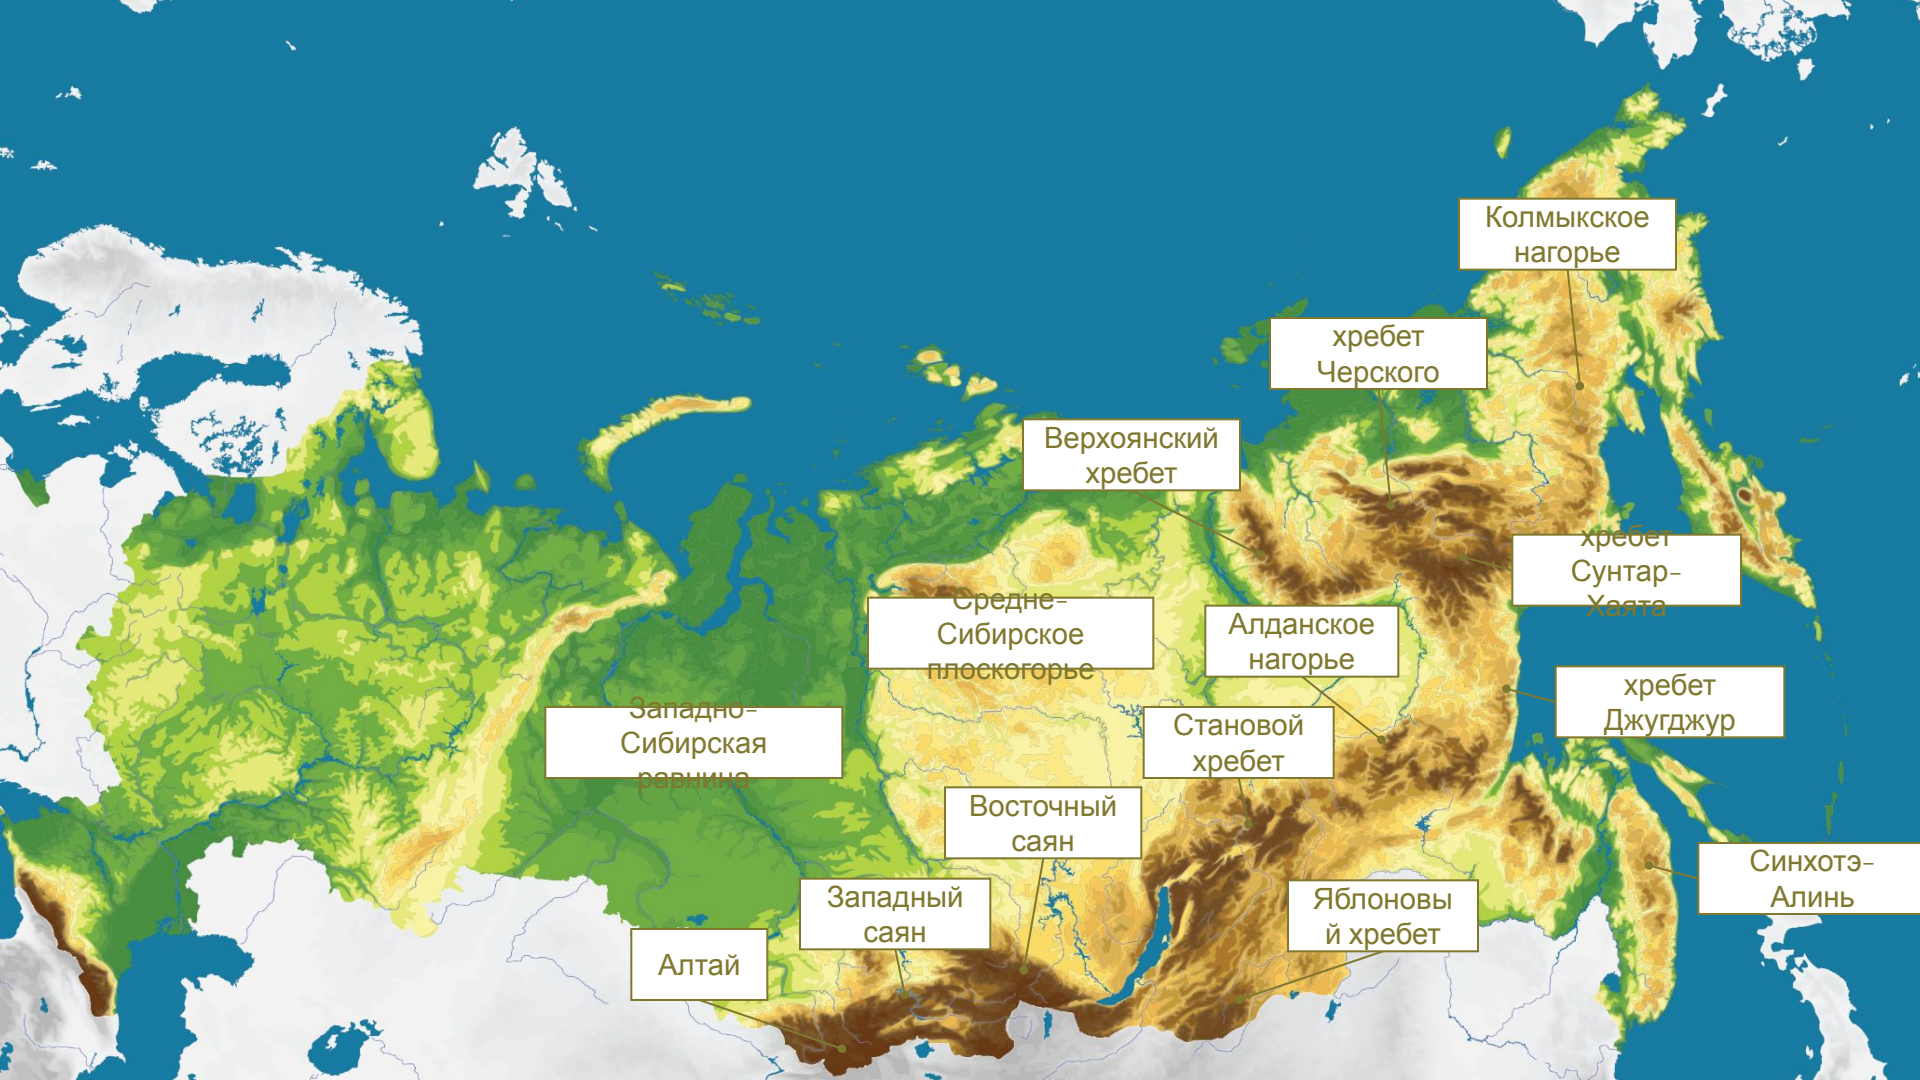 Колмыкское
нагорье
хребет
Черского
Верхоянский
хребет
хребет
Сунтар-
Хаята
Средне-
Сибирское
плоскогорье
Алданское
нагорье
хребет
Джугджур
Западно-
Сибирская
равнина
Становой
хребет
Восточный
саян
Синхотэ-
Алинь
Западный
саян
Яблоновы
й хребет
Алтай